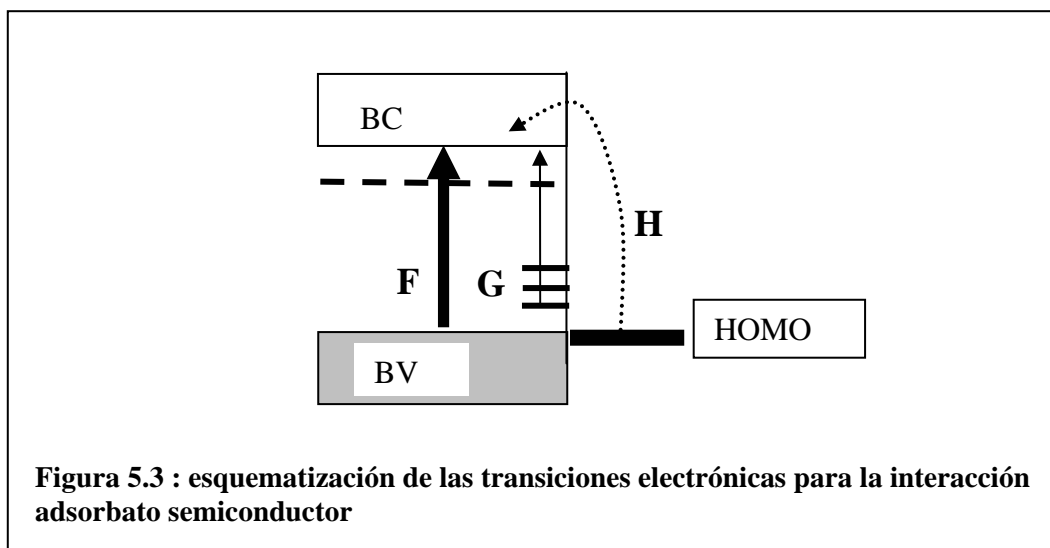 BC
H
F
G
HOMO
BV
Figura 5.3 : esquematización de las transiciones electrónicas para la interacción
adsorbato semiconductor